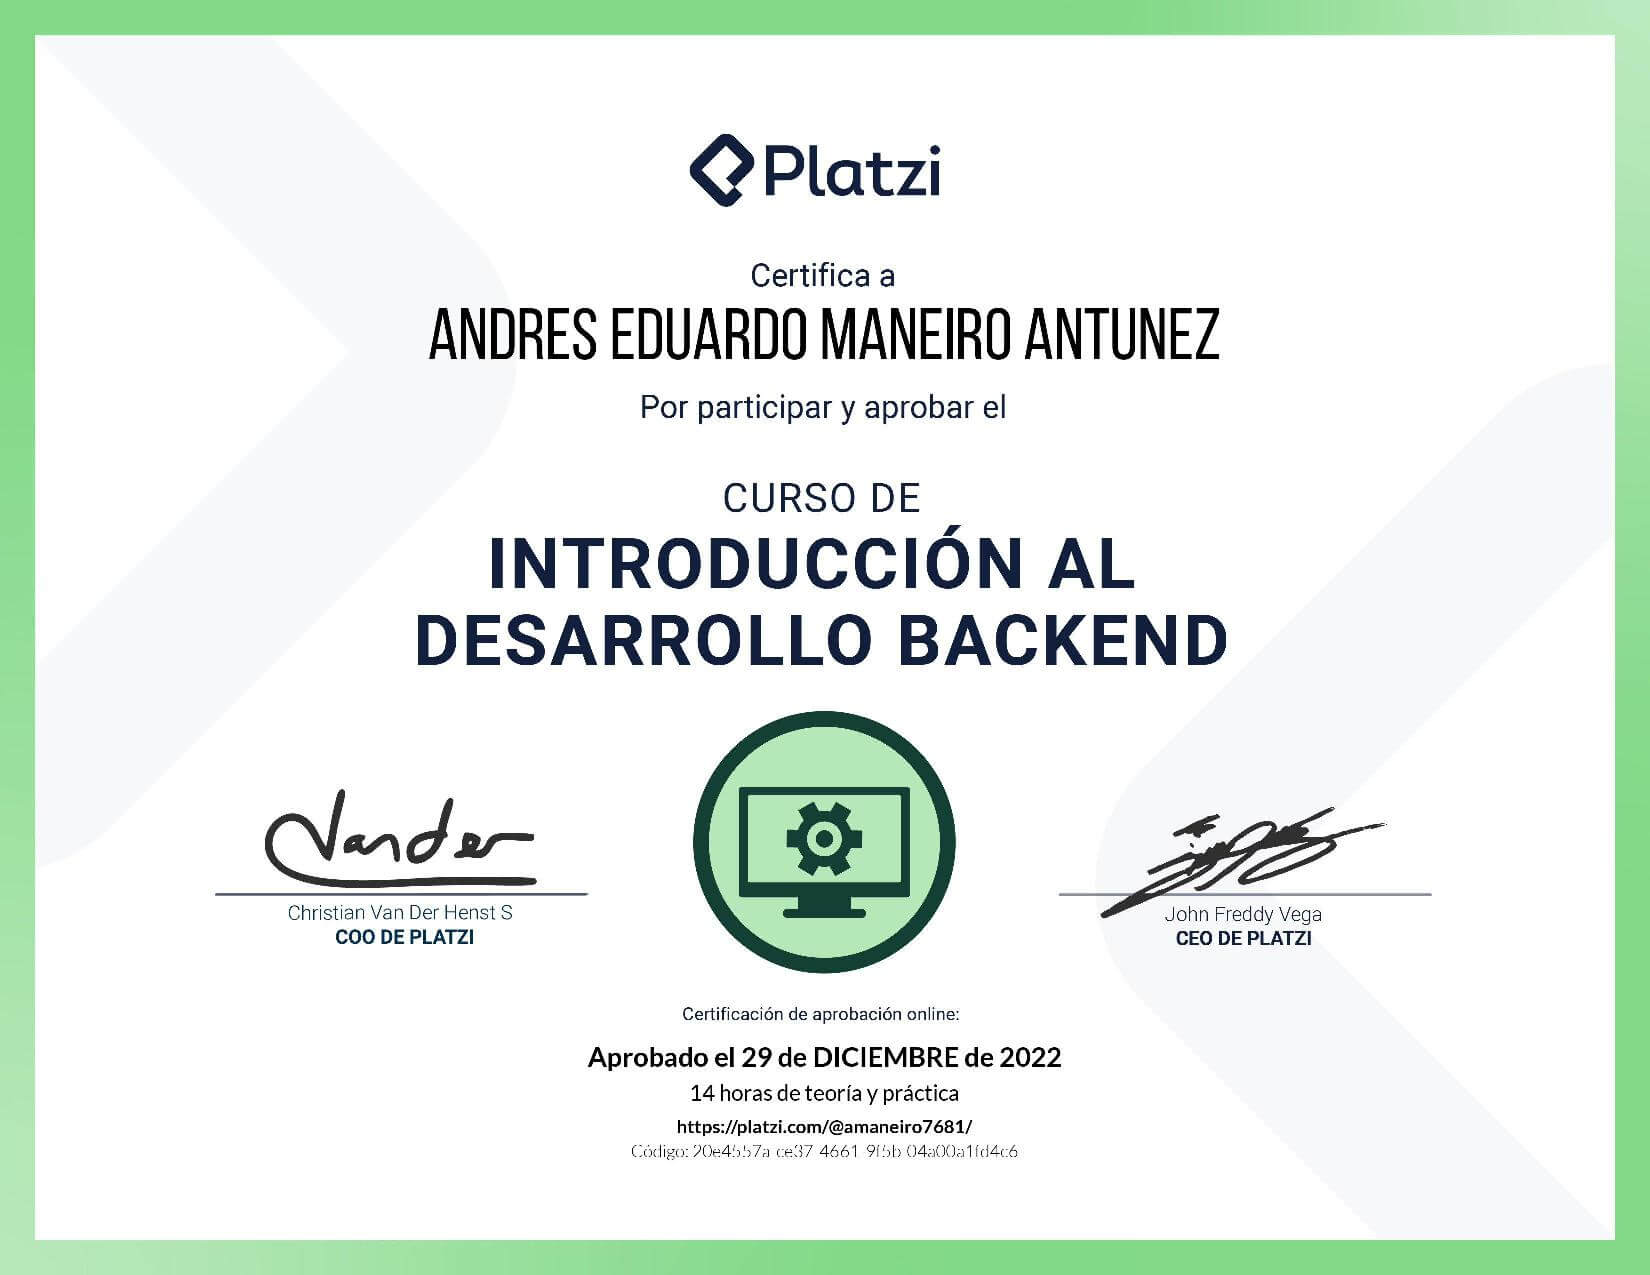 Platzi
Certifica a
ANDRES EDUARDO MANEIRO ANTUNEZ
Por participar y aprobar el
CURSO DE
INTRODUCCIÓN AL
DESARROLLO BACKEND
Vander
Christian Van Der Henst S
COO DE PLATZI
John Freddy Vega
CEO DE PLATZI
Certificación de aprobación online:
Aprobado el 29 de DICIEMBRE de 2022
14 horas de teoría y práctica
https://platzi.com/@amaneiro7681/
Código: 20e4557a-ce37-4661-9f5b-04a00a1fd4c6